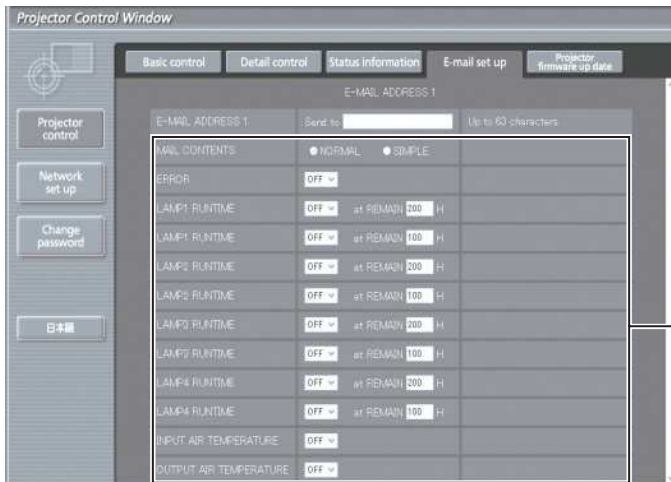 Projector Control Window
Basic control Detail control Status information E-mail set up Projector firmware up date
E-MAIL ADDRESS 1
Projector control
Network set up
Change password
日本語
E-MAIL ADDRESS 1 Send to Up to 63 characters
MAIL CONTENTS NORMAL SIMPLE
ERROR OFF
LAMP1 RUNTIME OFF at REMAIN 200 H
LAMP1 RUNTIME OFF at REMAIN 100 H
LAMP2 RUNTIME OFF at REMAIN 200 H
LAMP2 RUNTIME OFF at REMAIN 100 H
LAMP3 RUNTIME OFF at REMAIN 200 H
LAMP3 RUNTIME OFF at REMAIN 100 H
LAMP4 RUNTIME OFF at REMAIN 200 H
LAMP4 RUNTIME OFF at REMAIN 100 H
INPUT AIR TEMPERATURE OFF
OUTPUT AIR TEMPERATURE OFF